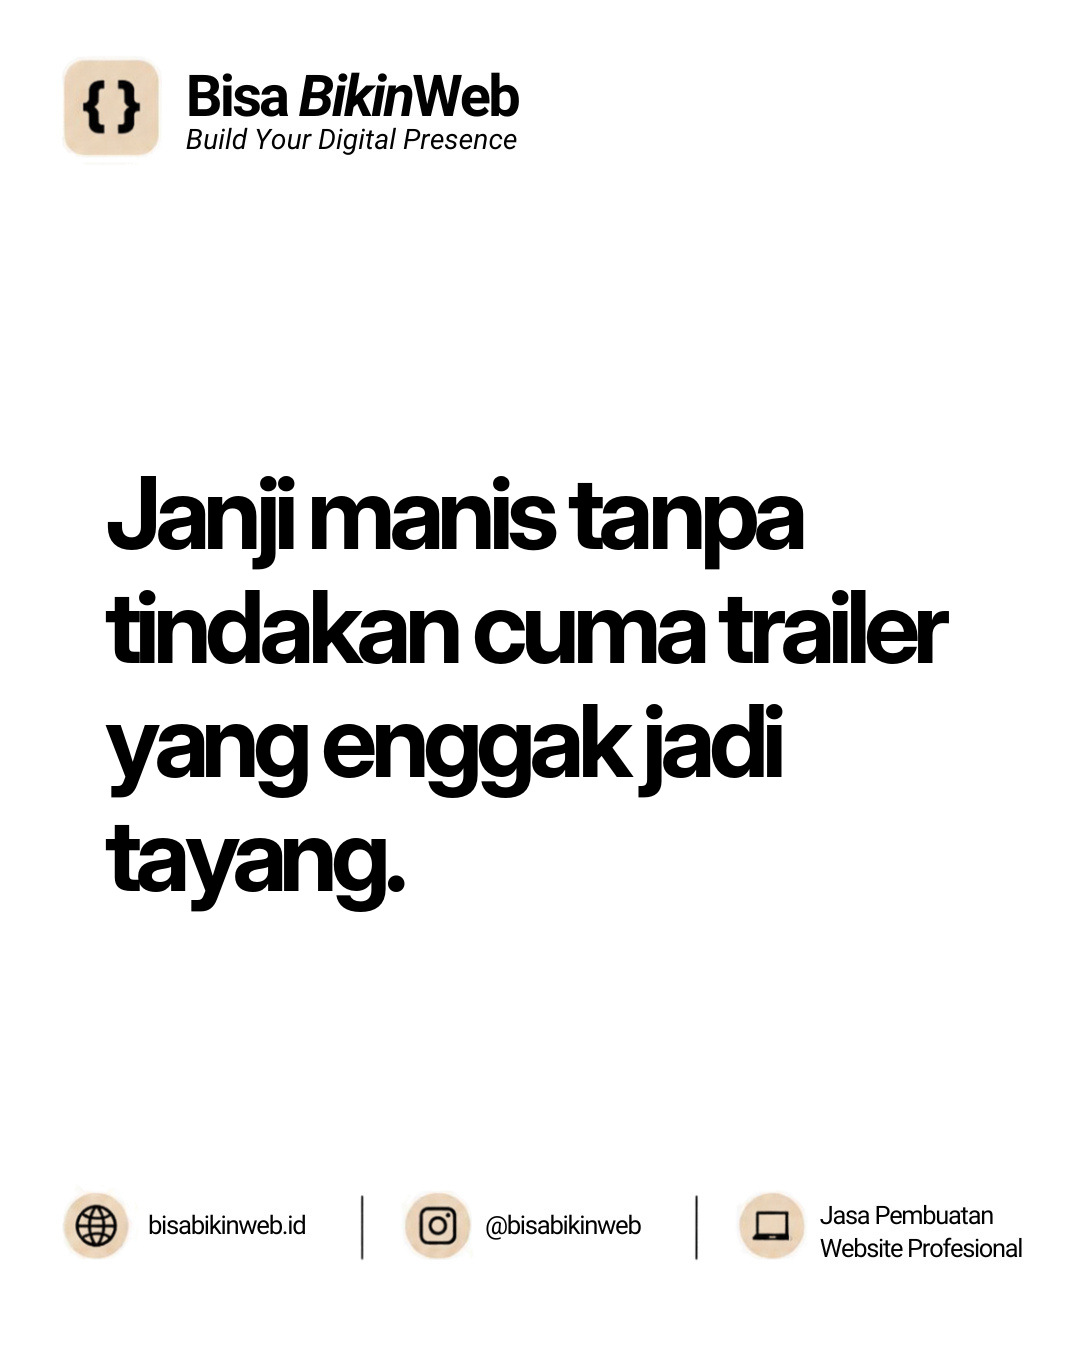 { }
Bisa BikinWeb
Build Your Digital Presence
Janji manis tanpa
tindakan cuma trailer
yang enggak jadi
tayang.
bisabikinweb.id
@bisabikinweb
Jasa Pembuatan
Website Profesional